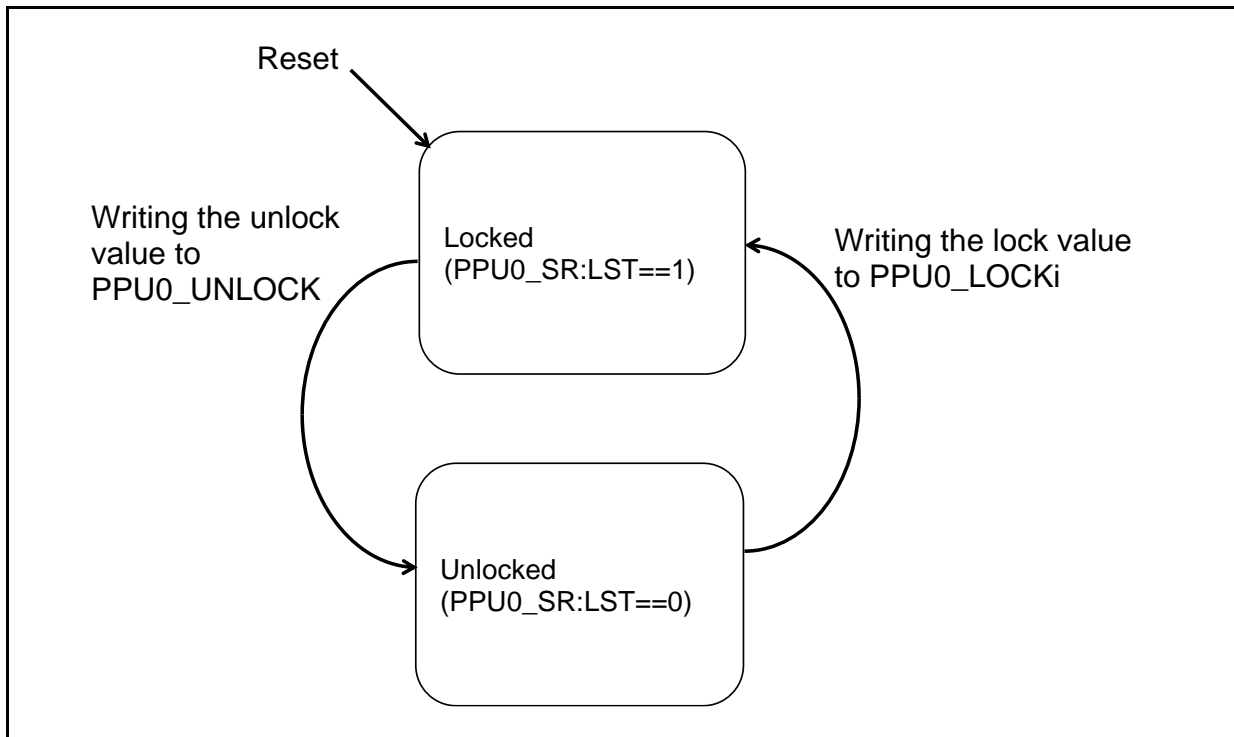 Reset
Writing the unlock
value to
PPU0_UNLOCK
Locked
(PPU0_SR:LST==1)
Writing the lock value
to PPU0_LOCKi
Unlocked
(PPU0_SR:LST==0)